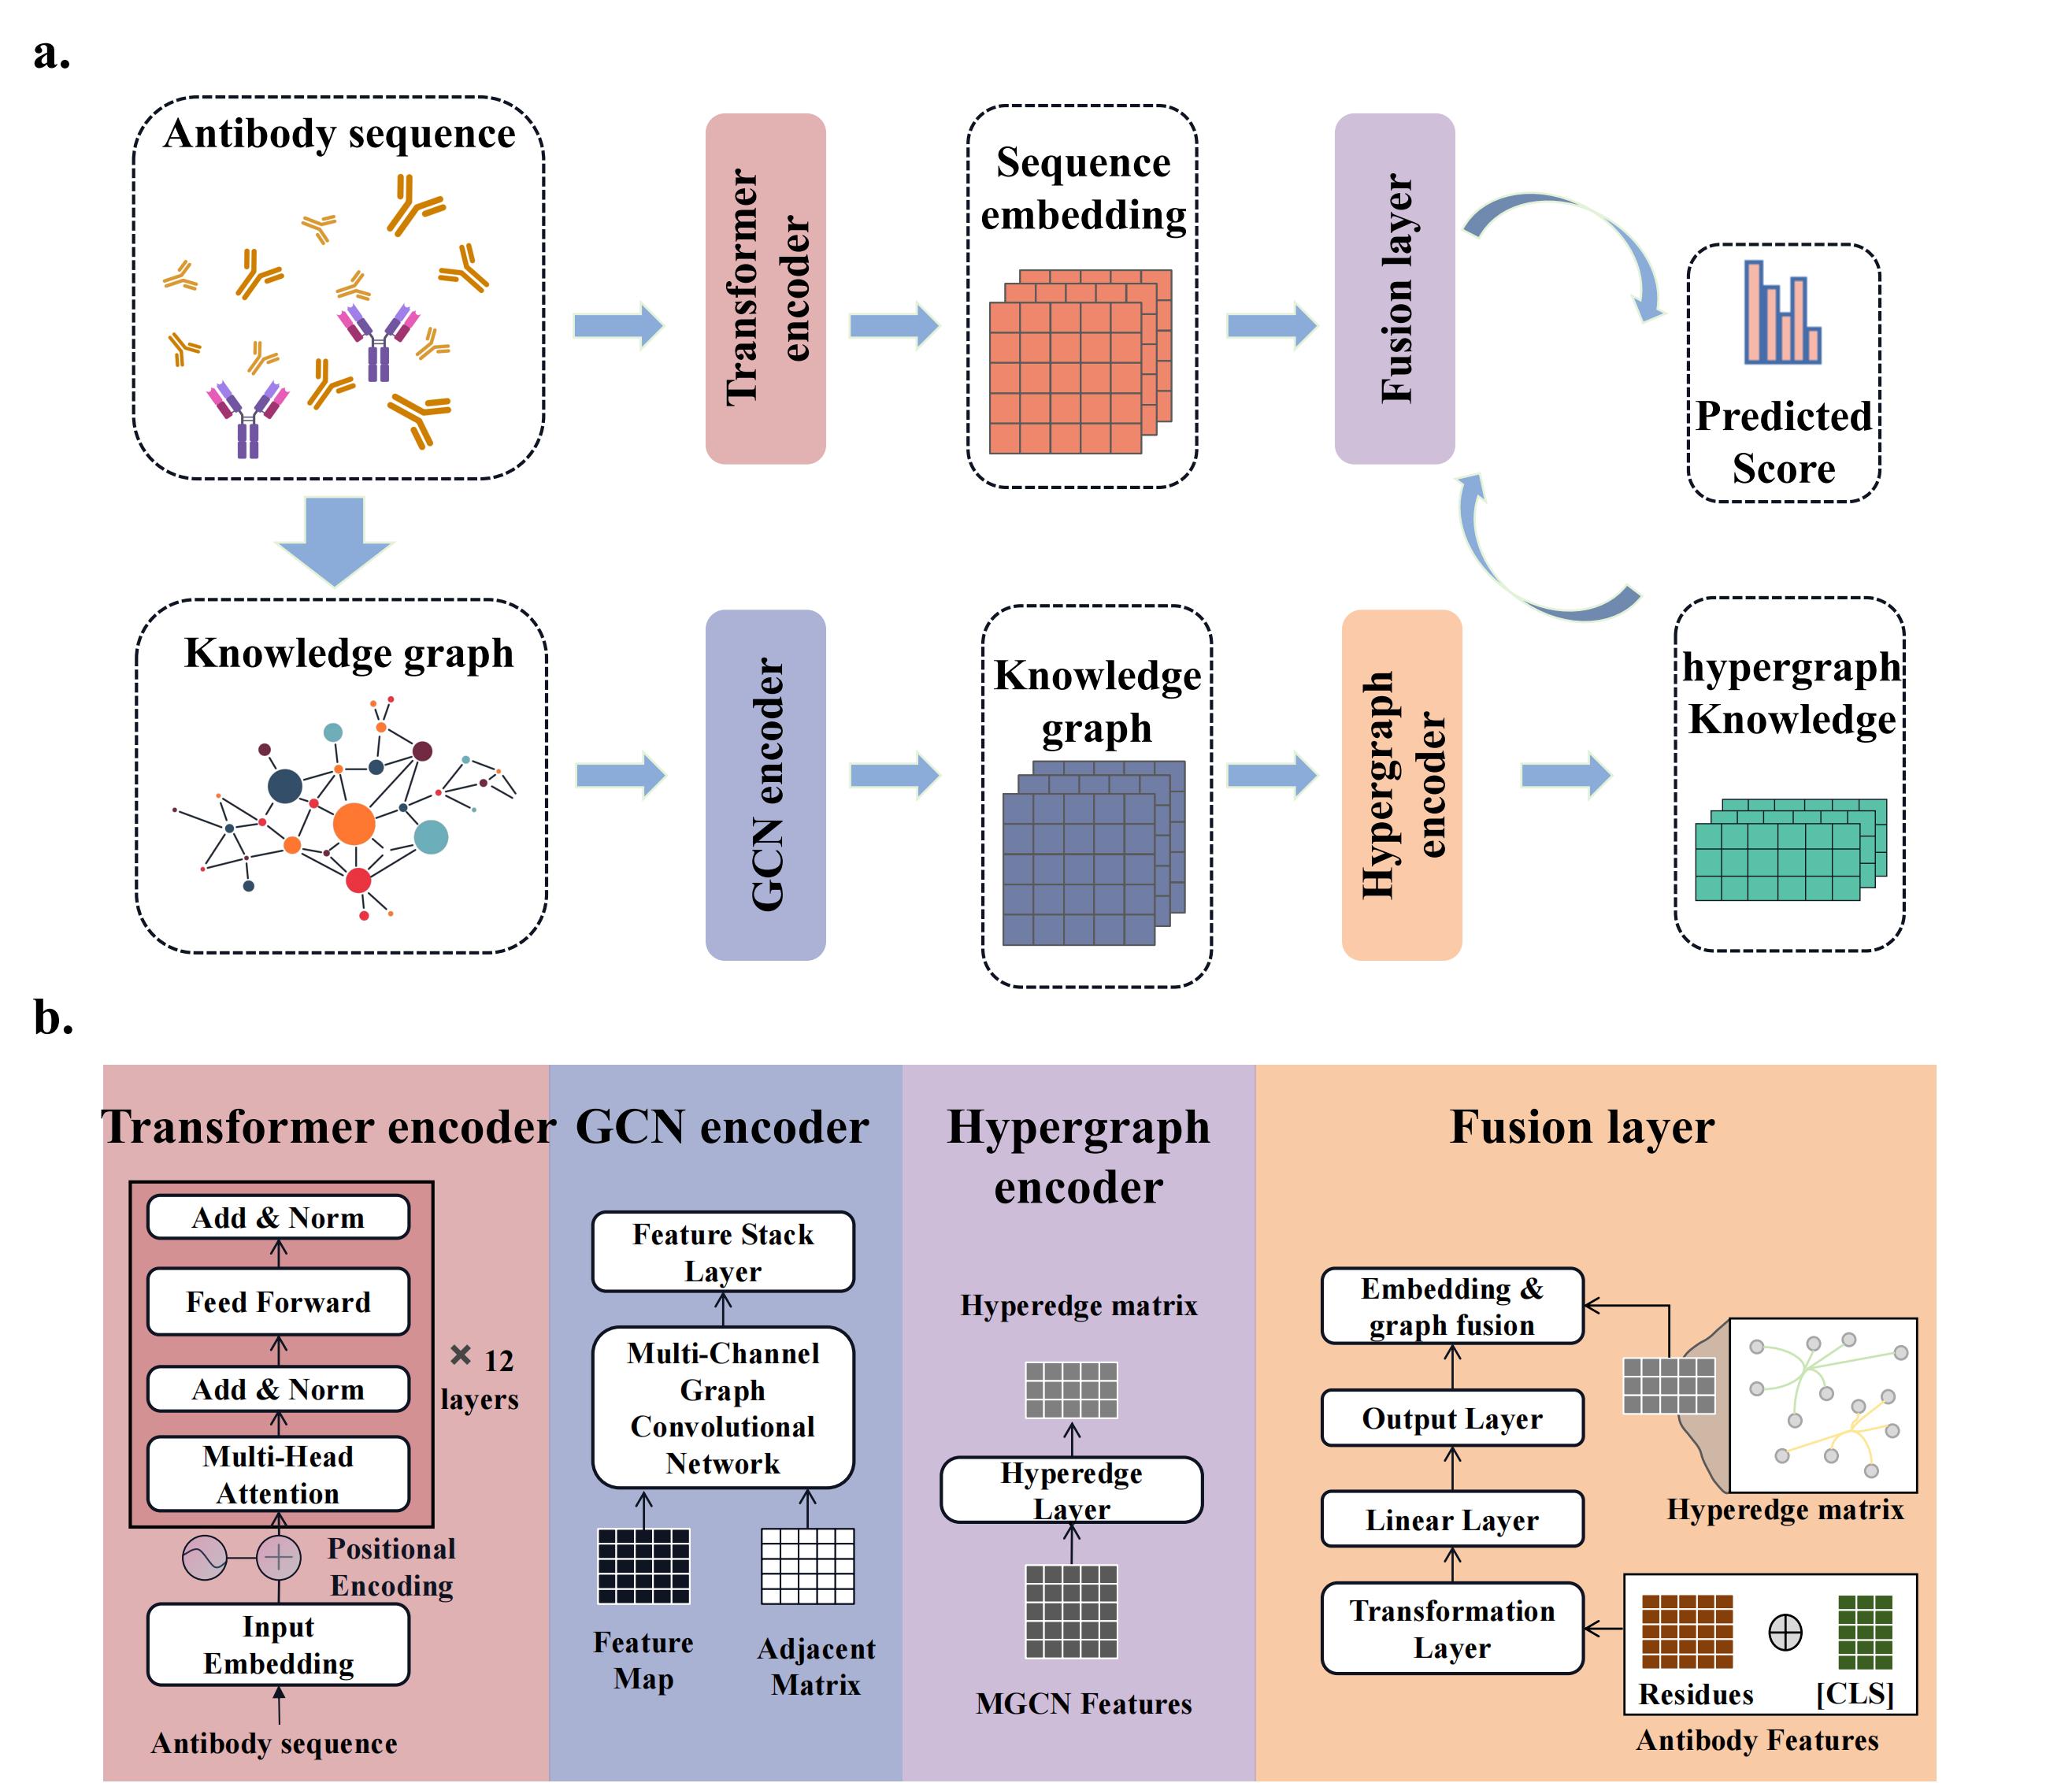 a.
Antibody sequence
Transformer
encoder
Sequence
embedding
Fusion layer
Predicted
Score
Knowledge graph
GCN encoder
Knowledge
graph
Hypergraph
encoder
hypergraph
Knowledge
b.
Transformer encoder
Add & Norm
Feed Forward
Add & Norm
Multi-Head
Attention
× 12
layers
Positional
Encoding
Input
Embedding
Antibody sequence
GCN encoder
Feature Stack
Layer
Multi-Channel
Graph
Convolutional
Network
Feature
Map
Adjacent
Matrix
Hypergraph
encoder
Hyperedge matrix
Hyperedge
Layer
MGCN Features
Fusion layer
Embedding &
graph fusion
Output Layer
Linear Layer
Transformation
Layer
Hyperedge matrix
Residues
[CLS]
Antibody Features